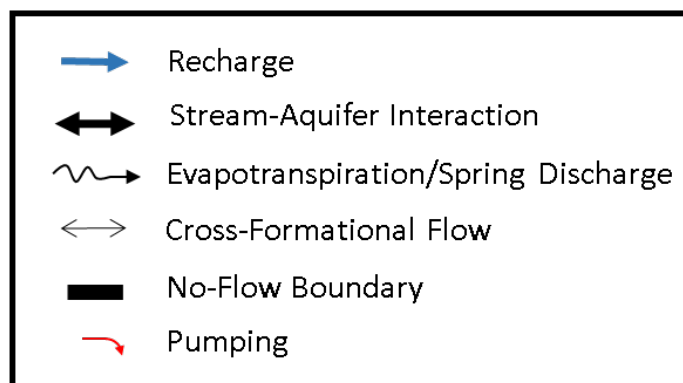 Recharge
Stream-Aquifer Interaction
Evapotranspiration/Spring Discharge
Cross-Formational Flow
No-Flow Boundary
Pumping